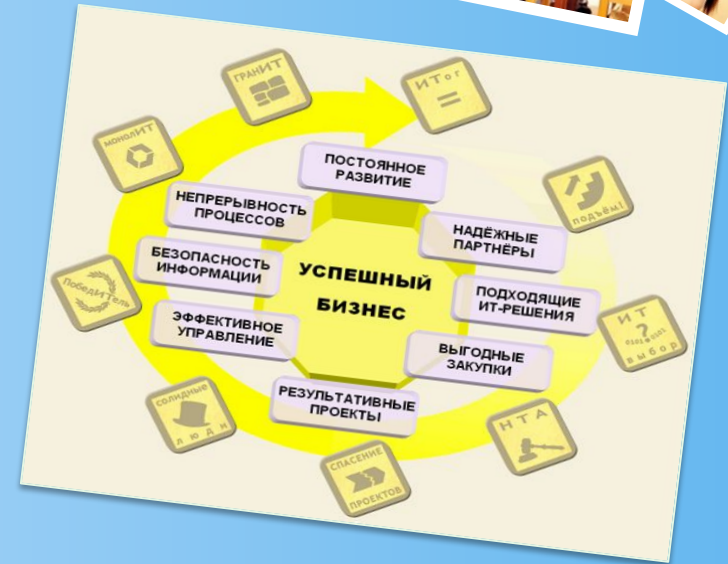 ГРАНИТ
ИТог
=
МОНОЛИТ
ПОСТОЯННОЕ
РАЗВИТИЕ
подъём!
НЕПРЕРЫВНОСТЬ
ПРОЦЕССОВ
НАДЁЖНЫЕ
ПАРТНЁРЫ
БЕЗОПАСНОСТЬ
ИНФОРМАЦИИ
УСПЕШНЫЙ
БИЗНЕС
ПОДХОДЯЩИЕ
ИТ-РЕШЕНИЯ
ПобедИТель
ИТ
?
выбор
ЭФФЕКТИВНОЕ
УПРАВЛЕНИЕ
ВЫГОДНЫЕ
ЗАКУПКИ
РЕЗУЛЬТАТИВНЫЕ
ПРОЕКТЫ
солидные
люди
НТА
СПАСЕНИЕ
ПРОЕКТОВ